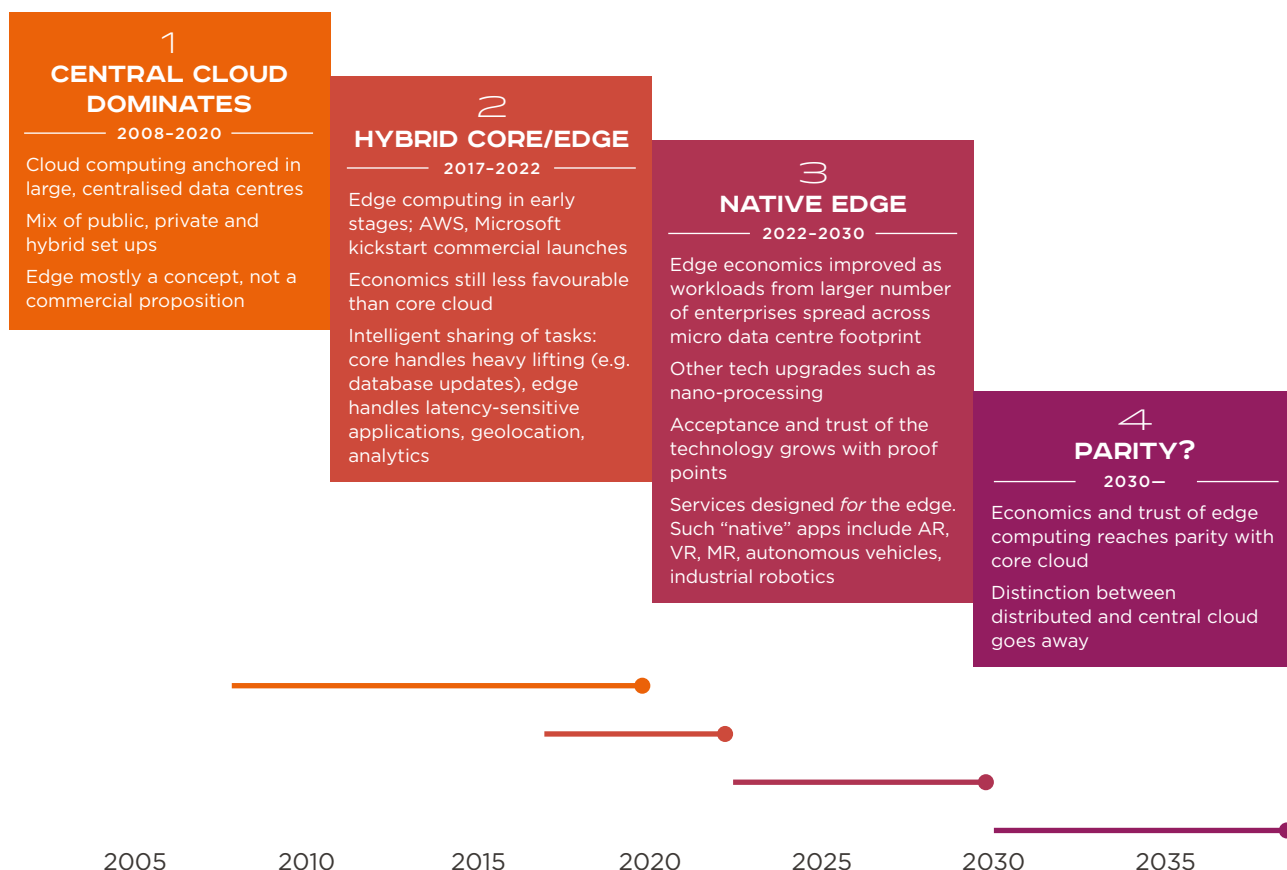 1
CENTRAL CLOUD
DOMINATES
2008–2020
Cloud computing anchored in
large, centralised data centres
Mix of public, private and
hybrid set ups
Edge mostly a concept, not a
commercial proposition
2
HYBRID CORE/EDGE
2017–2022
Edge computing in early
stages; AWS, Microsoft
kickstart commercial launches
Economics still less favourable
than core cloud
Intelligent sharing of tasks:
core handles heavy lifting (e.g.
database updates), edge
handles latency-sensitive
applications, geolocation,
analytics
3
NATIVE EDGE
2022–2030
Edge economics improved as
workloads from larger number
of enterprises spread across
micro data centre footprint
Other tech upgrades such as
nano-processing
Acceptance and trust of the
technology grows with proof
points
Services designed for the edge.
Such “native” apps include AR,
VR, MR, autonomous vehicles,
industrial robotics
4
PARITY?
2030—
Economics and trust of edge
computing reaches parity with
core cloud
Distinction between
distributed and central cloud
goes away
2005 2010 2015 2020 2025 2030 2035